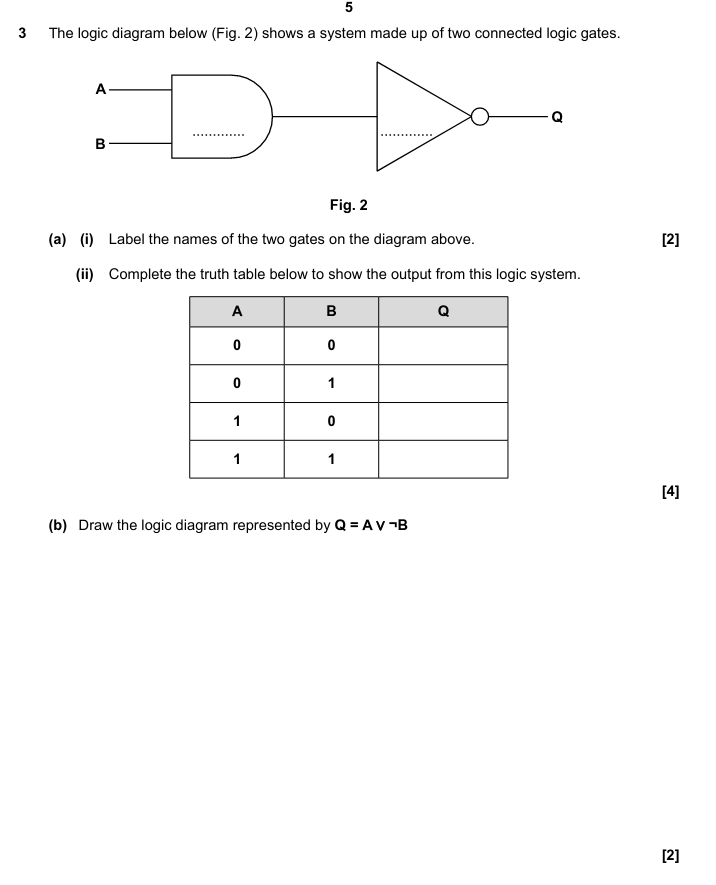 5
3 The logic diagram below (Fig. 2) shows a system made up of two connected logic gates.
A
.............
.............
Q
B
Fig. 2
(a) (i) Label the names of the two gates on the diagram above. [2]
(ii) Complete the truth table below to show the output from this logic system.
A B Q
0 0
0 1
1 0
1 1
[4]
(b) Draw the logic diagram represented by Q = A ∨ ¬B
[2]